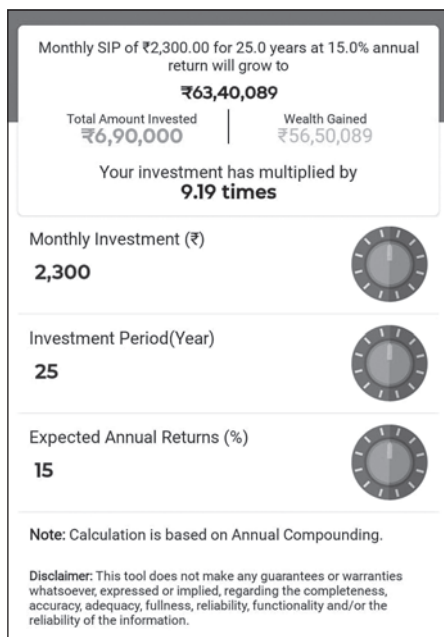 Monthly SIP of ₹2,300.00 for 25.0 years at 15.0% annual
return will grow to
₹63,40,089
Total Amount Invested
₹6,90,000
Wealth Gained
₹56,50,089
Your investment has multiplied by
9.19 times
Monthly Investment (₹)
2,300
Investment Period(Year)
25
Expected Annual Returns (%)
15
Note: Calculation is based on Annual Compounding.
Disclaimer: This tool does not make any guarantees or warranties
whatsoever, expressed or implied, regarding the completeness,
accuracy, adequacy, fullness, reliability, functionality and/or the
reliability of the information.